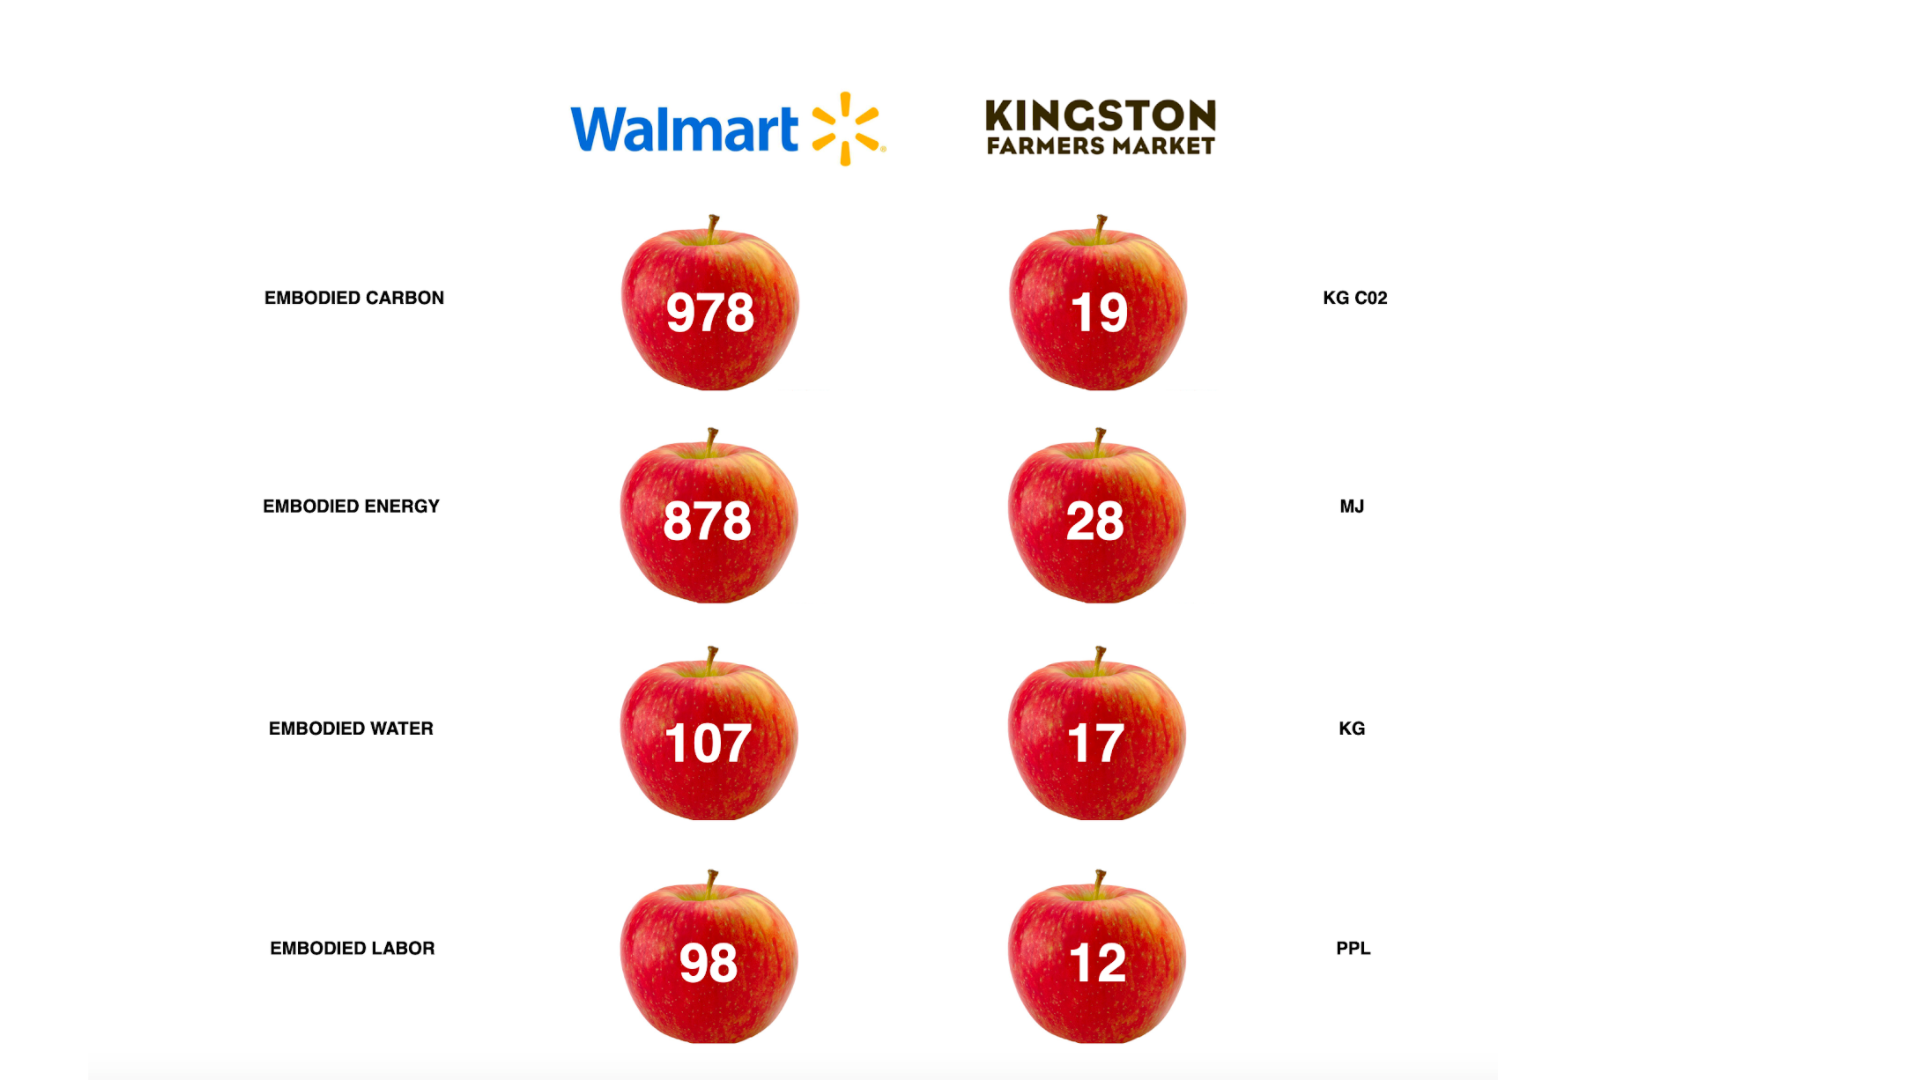 Walmart
KINGSTON
FARMERS MARKET
EMBODIED CARBON 978 19 KG C02
EMBODIED ENERGY 878 28 MJ
EMBODIED WATER 107 17 KG
EMBODIED LABOR 98 12 PPL